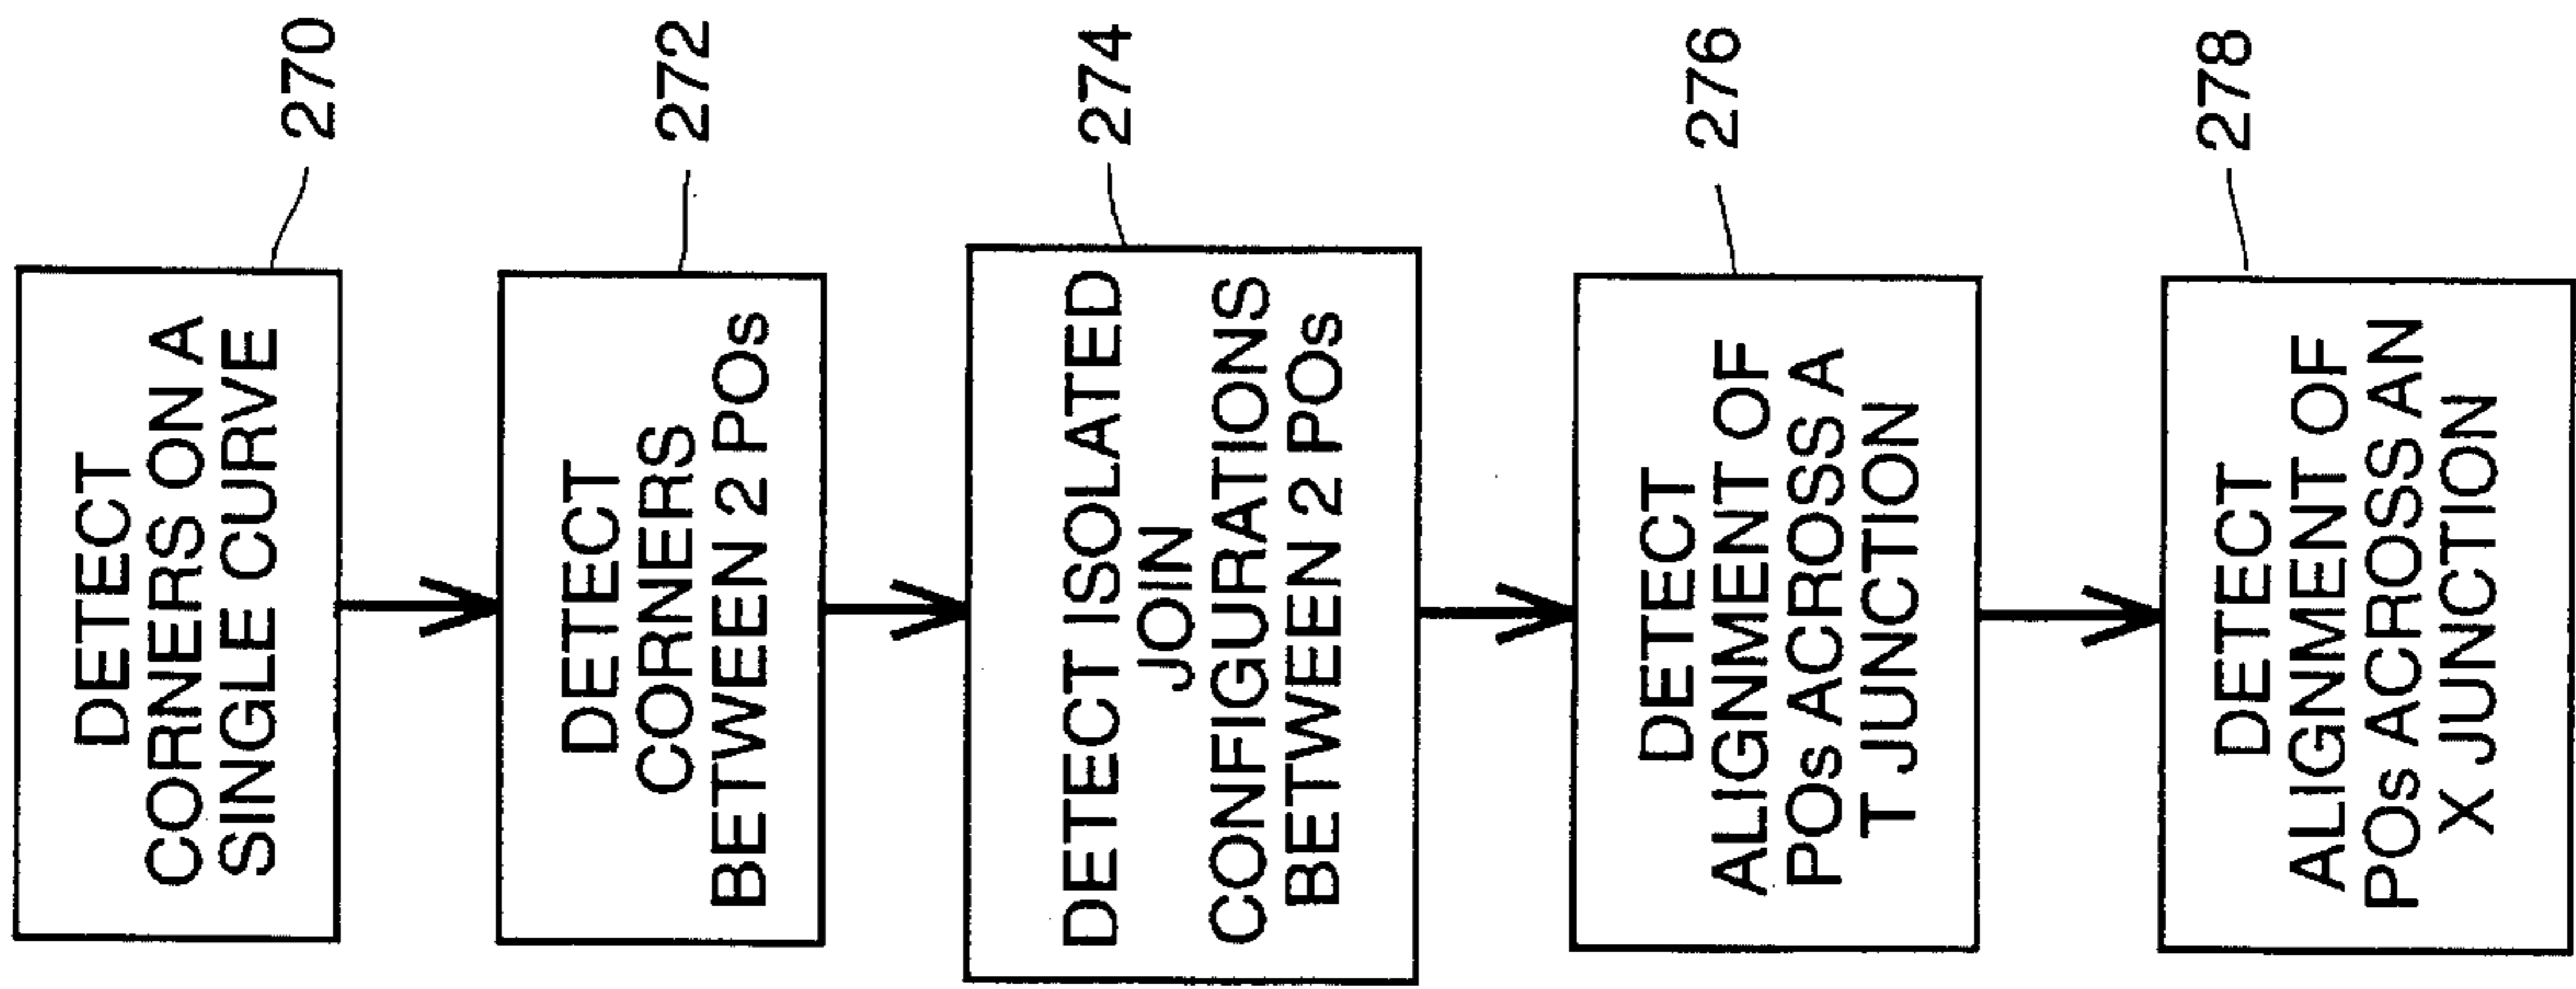 DETECT
CORNERS ON A
SINGLE CURVE
270
DETECT
CORNERS
BETWEEN 2 POs
272
DETECT ISOLATED
JOIN
CONFIGURATIONS
BETWEEN 2 POs
274
DETECT
ALIGNMENT OF
POs ACROSS A
T JUNCTION
276
DETECT
ALIGNMENT OF
POs ACROSS AN
X JUNCTION
278